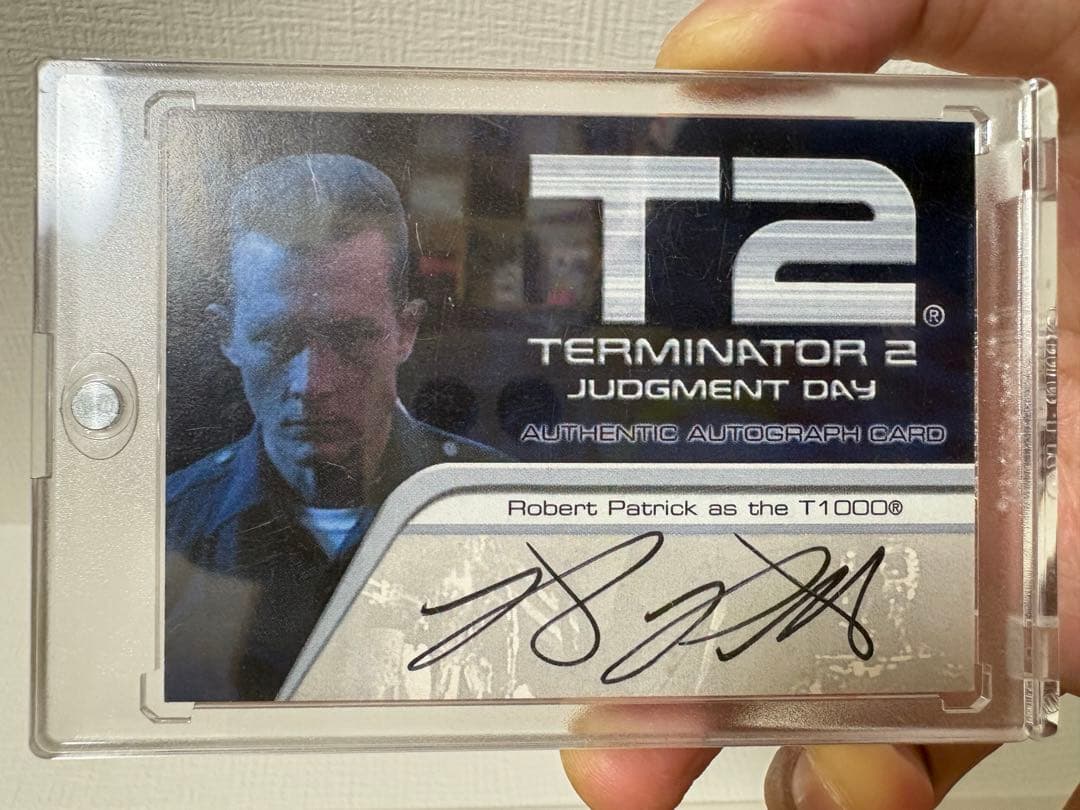 T2®
TERMINATOR 2
JUDGMENT DAY
AUTHENTIC AUTOGRAPH CARD
Robert Patrick as the T1000®